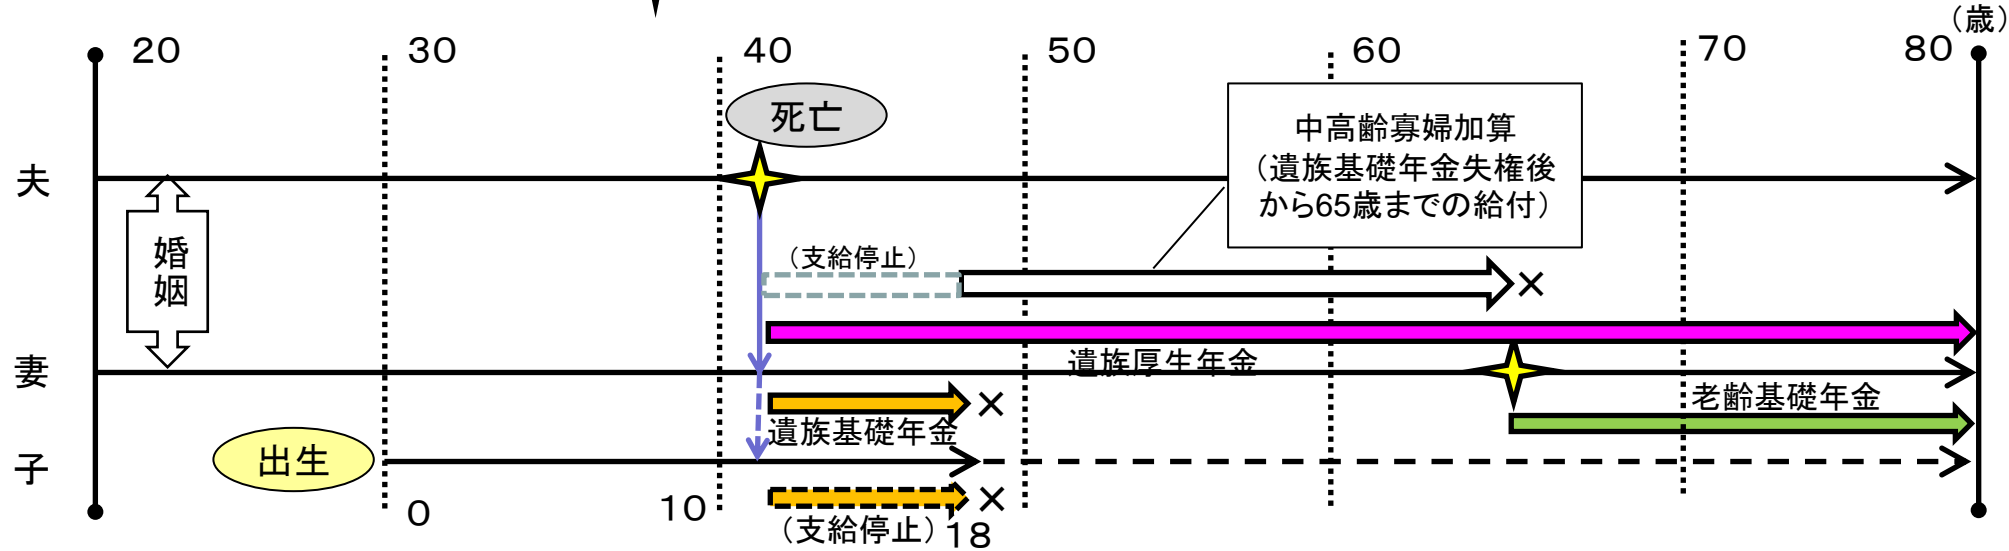 （歳）
20 30 40 50 60 70 80
死亡
中高齢寡婦加算
（遺族基礎年金失権後
から65歳までの給付）
夫
婚
姻
（支給停止）
×
遺族厚生年金
妻
老齢基礎年金
×
遺族基礎年金
出生
子
0 10
×
（支給停止）
18